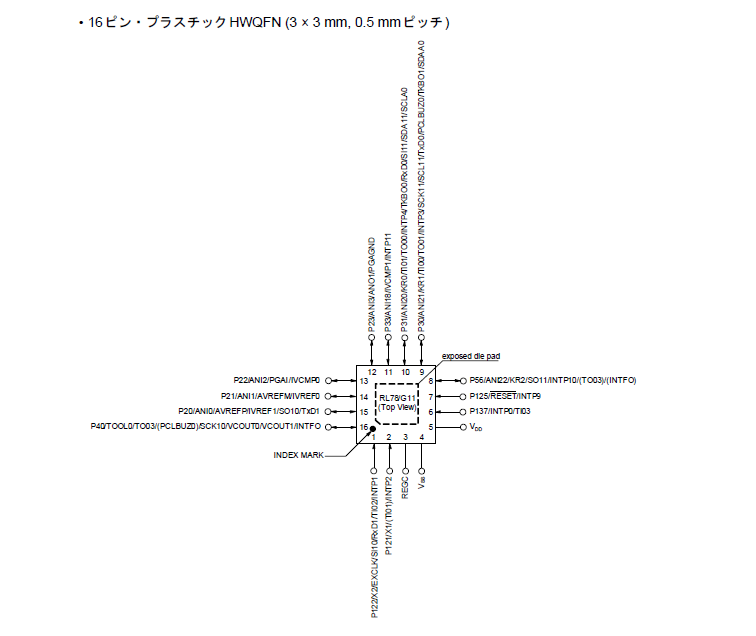 ・16ピン・プラスチック HWQFN (3 × 3 mm, 0.5 mmピッチ)
P23/ANI3/ANO1/PGAGND
P33/ANI18/IVCMP1/INTP11
P31/ANI20/KR0/TI01/TO00/INTP4/TKBO0/RxD0/SI11/SDA11/SCLA0
P30/ANI21/KR1/TI00/TO01/INTP3/SCK11/SCL11/TxD0/PCLBUZ0/TKBO1/SDAA0
exposed die pad
12 11 10 9
P22/ANI2/PGAI/IVCMP0 13
8 P56/ANI22/KR2/SO11/INTP10/(TO03)/(INTFO)
P21/ANI1/AVREFM/IVREF0 14
RL78/G11
(Top View)
7 P125/RESET/INTP9
P20/ANI0/AVREFP/IVREF1/SO10/TxD1 15
6 P137/INTP0/TI03
P40/TOOL0/TO03/(PCLBUZ0)/SCK10/VCOUT0/VCOUT1/INTFO 16
5 VDD
1 2 3 4
INDEX MARK
P122/X2/EXCLK/SI10/RxD1/TI02/INTP1
P121/X1/(TI01)/INTP2
REGC
VSS